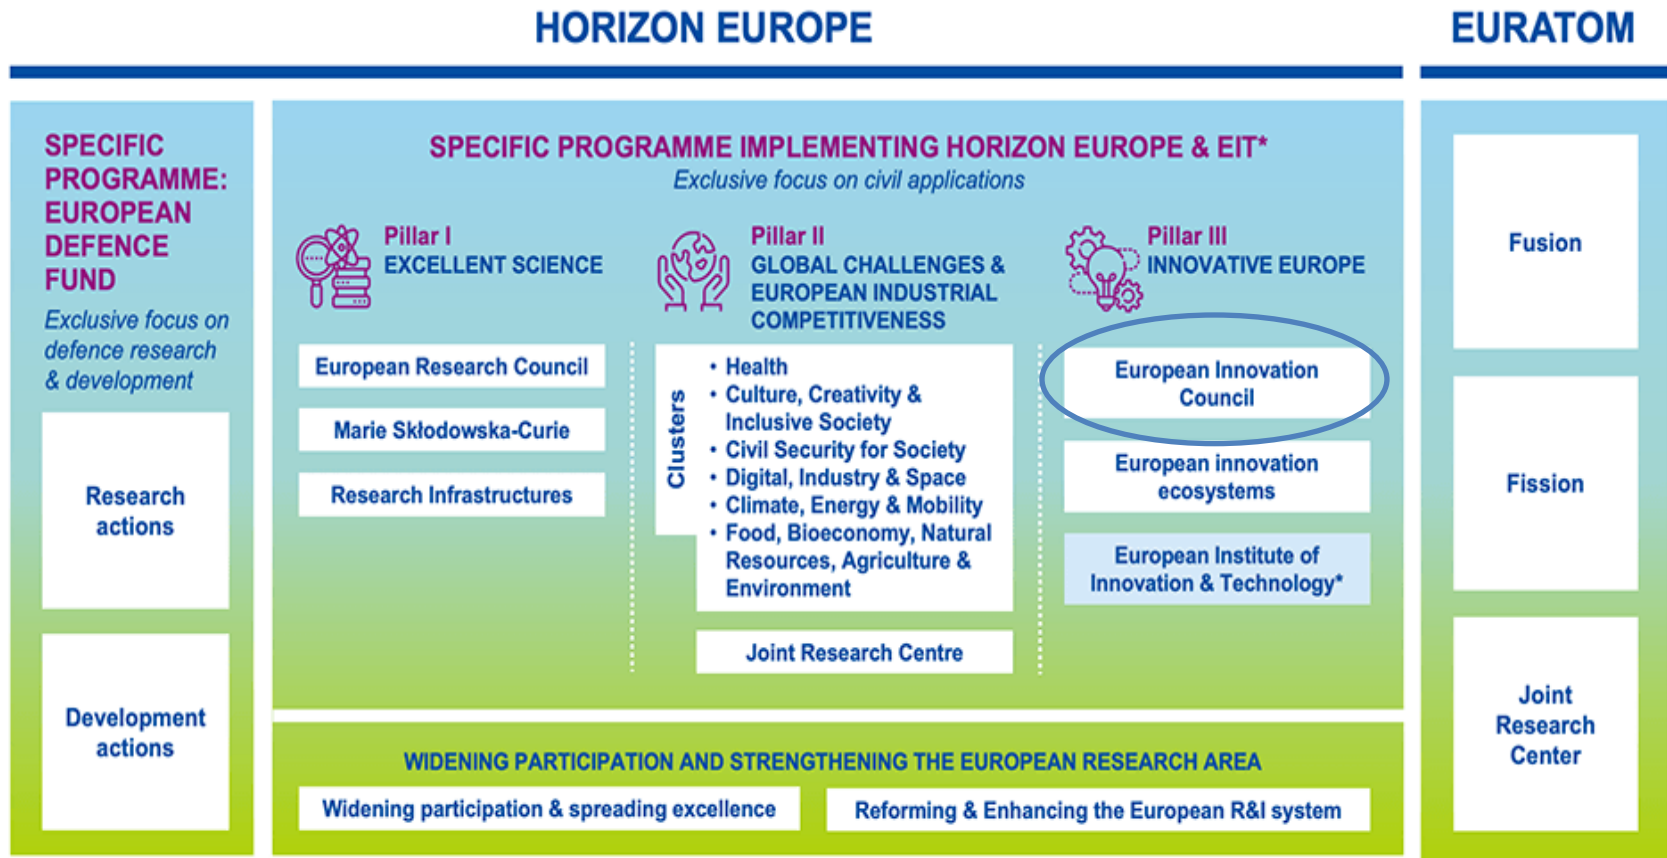 HORIZON EUROPE
EURATOM
SPECIFIC
PROGRAMME:
EUROPEAN
DEFENCE
FUND
Exclusive focus on
defence research
& development
Research
actions
Development
actions
SPECIFIC PROGRAMME IMPLEMENTING HORIZON EUROPE & EIT*
Exclusive focus on civil applications
Pillar I
EXCELLENT SCIENCE
European Research Council
Marie Skłodowska-Curie
Research Infrastructures
Pillar II
GLOBAL CHALLENGES &
EUROPEAN INDUSTRIAL
COMPETITIVENESS
Clusters
• Health
• Culture, Creativity &
Inclusive Society
• Civil Security for Society
• Digital, Industry & Space
• Climate, Energy & Mobility
• Food, Bioeconomy, Natural
Resources, Agriculture &
Environment
Joint Research Centre
Pillar III
INNOVATIVE EUROPE
European Innovation
Council
European innovation
ecosystems
European Institute of
Innovation & Technology*
WIDENING PARTICIPATION AND STRENGTHENING THE EUROPEAN RESEARCH AREA
Widening participation & spreading excellence
Reforming & Enhancing the European R&I system
Fusion
Fission
Joint
Research
Center